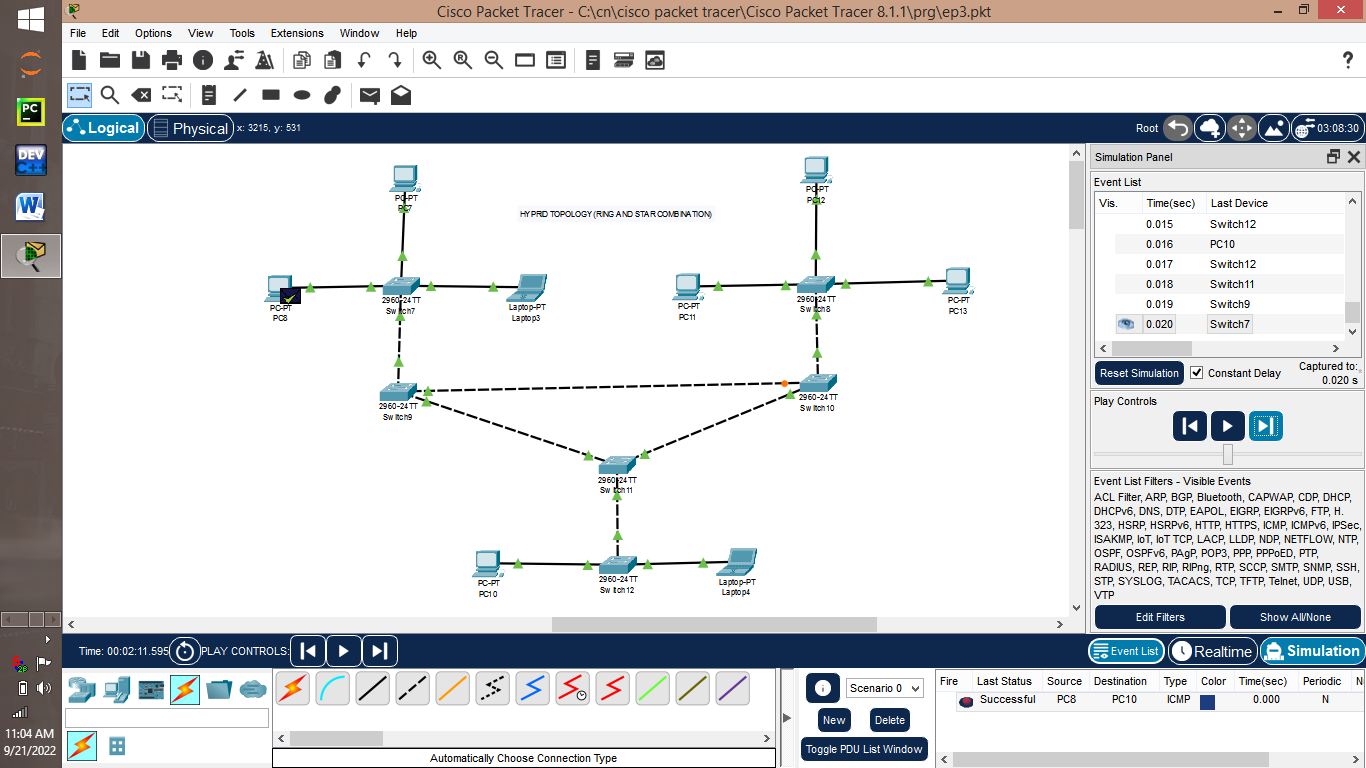 Cisco Packet Tracer - C:\cn\cisco packet tracer\Cisco Packet Tracer 8.1.1\prg\ep3.pkt
File Edit Options View Tools Extensions Window Help
PC
DEV
C++
W
Logical Physical x: 3215, y: 531 Root 03:08:30
PC-PT
PC7
PC-PT
PC12
HYPRID TOPOLOGY (RING AND STAR COMBINATION)
PC-PT
PC8
2960-24TT
Switch7
Laptop-PT
Laptop3
PC-PT
PC11
2960-24TT
Switch8
PC-PT
PC13
2960-24TT
Switch9
2960-24TT
Switch10
2960-24TT
Switch11
PC-PT
PC10
2960-24TT
Switch12
Laptop-PT
Laptop4
Simulation Panel
Event List
Vis. Time(sec) Last Device
0.015 Switch12
0.016 PC10
0.017 Switch12
0.018 Switch11
0.019 Switch9
0.020 Switch7
Reset Simulation Constant Delay Captured to:
0.020 s
Play Controls
Event List Filters - Visible Events
ACL Filter, ARP, BGP, Bluetooth, CAPWAP, CDP, DHCP,
DHCPv6, DNS, DTP, EAPOL, EIGRP, EIGRPv6, FTP, H.
323, HSRP, HSRPv6, HTTP, HTTPS, ICMP, ICMPv6, IPSec,
ISAKMP, IoT, IoT TCP, LACP, LLDP, NDP, NETFLOW, NTP,
OSPF, OSPFv6, PAgP, POP3, PPP, PPPoED, PTP,
RADIUS, REP, RIP, RIPng, RTP, SCCP, SMTP, SNMP, SSH,
STP, SYSLOG, TACACS, TCP, TFTP, Telnet, UDP, USB,
VTP
Edit Filters Show All/None
Time: 00:02:11.595 PLAY CONTROLS: Event List Realtime Simulation
Scenario 0
New Delete
Toggle PDU List Window
Fire Last Status Source Destination Type Color Time(sec) Periodic N
Successful PC8 PC10 ICMP 0.000 N
Automatically Choose Connection Type
11:04 AM
9/21/2022